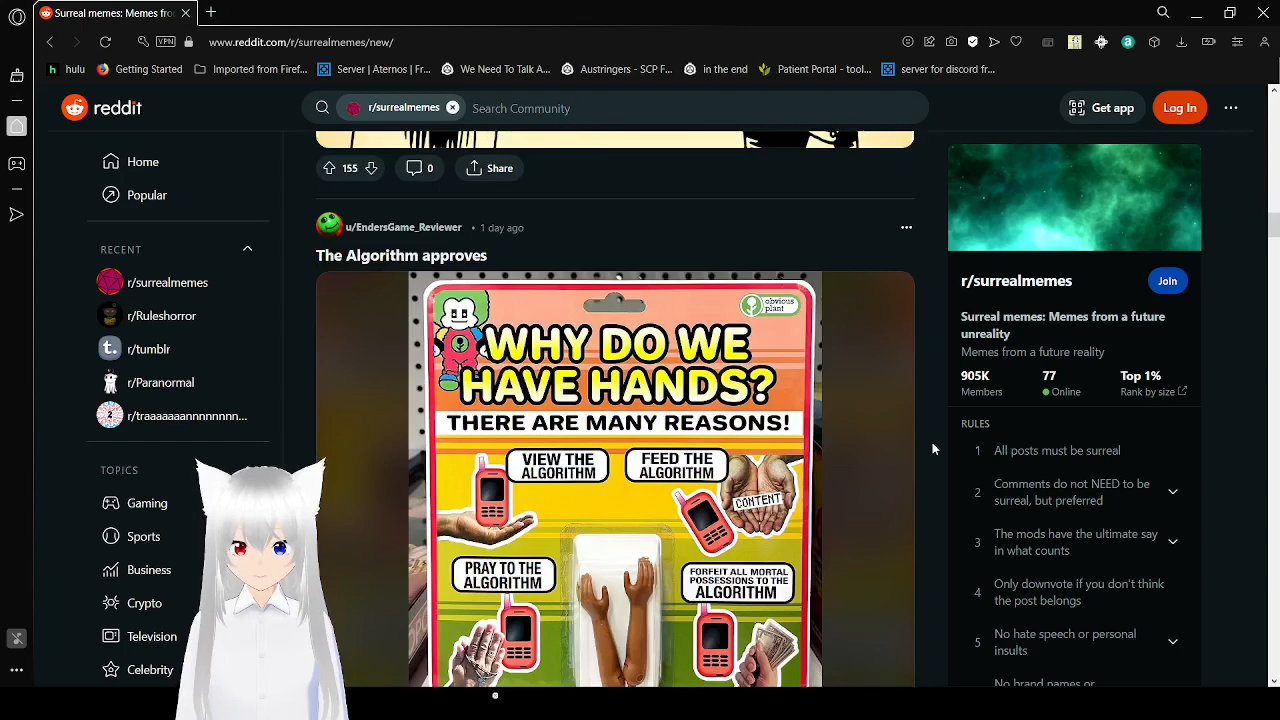 Surreal memes: Memes fro
VPN
www.reddit.com/r/surrealmemes/new/
hulu
Getting Started
Imported from Firef...
Server | Aternos | Fr...
We Need To Talk A...
Austringers - SCP F...
in the end
Patient Portal - tool...
server for discord fr...
reddit
r/surrealmemes
Search Community
Get app
Log In
Home
Popular
RECENT
r/surrealmemes
r/Ruleshorror
r/tumblr
r/Paranormal
r/traaaaaaannnnnnnn...
TOPICS
Gaming
Sports
Business
Crypto
Television
Celebrity
155
0
Share
u/EndersGame_Reviewer • 1 day ago
The Algorithm approves
obvious
plant
WHY DO WE
HAVE HANDS?
THERE ARE MANY REASONS!
VIEW THE
ALGORITHM
FEED THE
ALGORITHM
CONTENT
PRAY TO THE
ALGORITHM
FORFEIT ALL MORTAL
POSSESSIONS TO THE
ALGORITHM
r/surrealmemes
Join
Surreal memes: Memes from a future
unreality
Memes from a future reality
905K
Members
77
Online
Top 1%
Rank by size
RULES
1 All posts must be surreal
2 Comments do not NEED to be
surreal, but preferred
3 The mods have the ultimate say
in what counts
4 Only downvote if you don't think
the post belongs
5 No hate speech or personal
insults
No brand names or